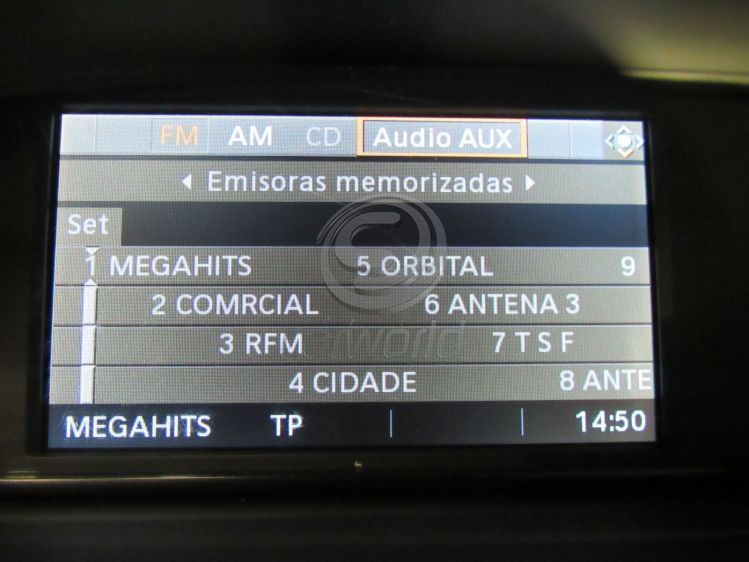 FM AM CD Audio AUX
Emisoras memorizadas
Set
1 MEGAHITS 5 ORBITAL 9
2 COMRCIAL 6 ANTENA 3
3 RFM 7 T S F
4 CIDADE 8 ANTE
MEGAHITS TP 14:50